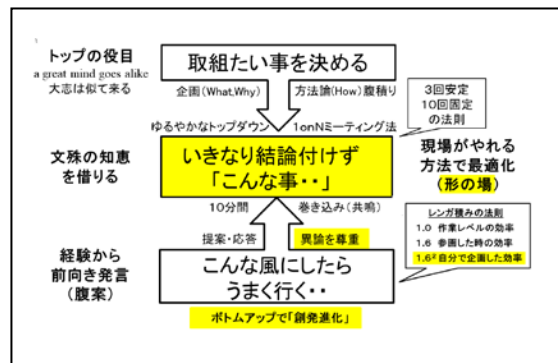 トップの役目
a great mind goes alike
大志は似て来る
取組たい事を決める
企画(What,Why)
方法論(How)腹積り
3回安定
10回固定
の法則
ゆるやかなトップダウン
1onNミーティング法
文殊の知恵
を借りる
いきなり結論付けず
「こんな事・・」
現場がやれる
方法で最適化
(形の場)
10分間
巻き込み(共鳴)
提案・応答
異論を尊重
レンガ積みの法則
1.0 作業レベルの効率
1.6 参画した時の効率
1.6² 自分で企画した効率
経験から
前向き発言
(腹案)
こんな風にしたら
うまく行く・・
ボトムアップで「創発進化」